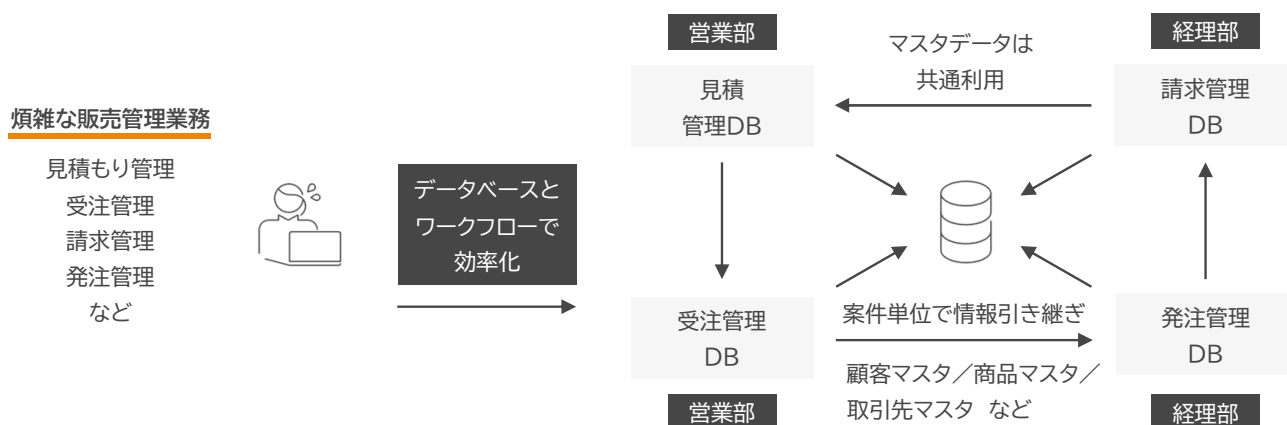 煩雑な販売管理業務
見積もり管理
受注管理
請求管理
発注管理
など
データベースと
ワークフローで
効率化
営業部
見積
管理DB
マスタデータは
共通利用
経理部
請求管理
DB
受注管理
DB
営業部
案件単位で情報引き継ぎ
顧客マスタ／商品マスタ／
取引先マスタ など
発注管理
DB
経理部